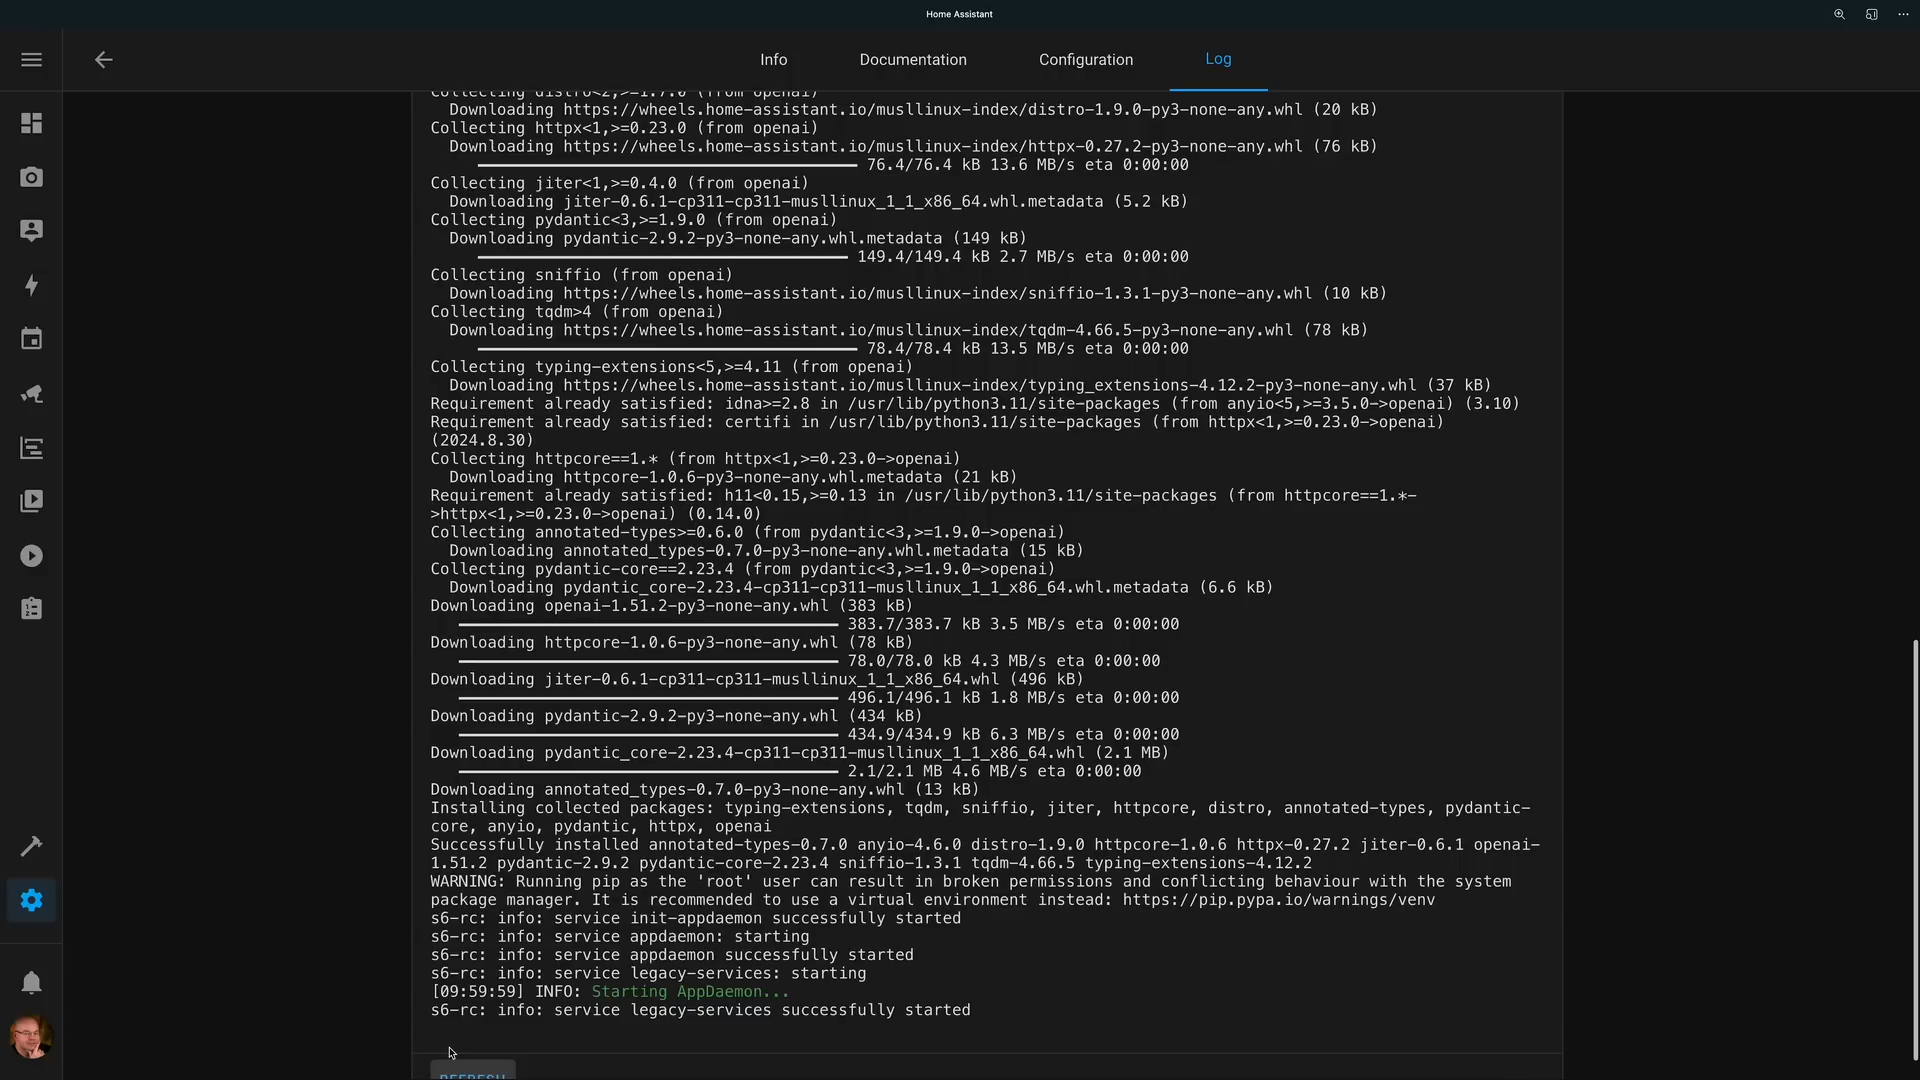 Home Assistant
Info
Documentation
Configuration
Log
Collecting distro<2,>=1.7.0 (from openai)
Downloading https://wheels.home-assistant.io/musllinux-index/distro-1.9.0-py3-none-any.whl (20 kB)
Collecting httpx<1,>=0.23.0 (from openai)
Downloading https://wheels.home-assistant.io/musllinux-index/httpx-0.27.2-py3-none-any.whl (76 kB)
76.4/76.4 kB 13.6 MB/s eta 0:00:00
Collecting jiter<1,>=0.4.0 (from openai)
Downloading jiter-0.6.1-cp311-cp311-musllinux_1_1_x86_64.whl.metadata (5.2 kB)
Collecting pydantic<3,>=1.9.0 (from openai)
Downloading pydantic-2.9.2-py3-none-any.whl.metadata (149 kB)
149.4/149.4 kB 2.7 MB/s eta 0:00:00
Collecting sniffio (from openai)
Downloading https://wheels.home-assistant.io/musllinux-index/sniffio-1.3.1-py3-none-any.whl (10 kB)
Collecting tqdm>4 (from openai)
Downloading https://wheels.home-assistant.io/musllinux-index/tqdm-4.66.5-py3-none-any.whl (78 kB)
78.4/78.4 kB 13.5 MB/s eta 0:00:00
Collecting typing-extensions<5,>=4.11 (from openai)
Downloading https://wheels.home-assistant.io/musllinux-index/typing_extensions-4.12.2-py3-none-any.whl (37 kB)
Requirement already satisfied: idna>=2.8 in /usr/lib/python3.11/site-packages (from anyio<5,>=3.5.0->openai) (3.10)
Requirement already satisfied: certifi in /usr/lib/python3.11/site-packages (from httpx<1,>=0.23.0->openai)
(2024.8.30)
Collecting httpcore==1.* (from httpx<1,>=0.23.0->openai)
Downloading httpcore-1.0.6-py3-none-any.whl.metadata (21 kB)
Requirement already satisfied: h11<0.15,>=0.13 in /usr/lib/python3.11/site-packages (from httpcore==1.*-
>httpx<1,>=0.23.0->openai) (0.14.0)
Collecting annotated-types>=0.6.0 (from pydantic<3,>=1.9.0->openai)
Downloading annotated_types-0.7.0-py3-none-any.whl.metadata (15 kB)
Collecting pydantic-core==2.23.4 (from pydantic<3,>=1.9.0->openai)
Downloading pydantic_core-2.23.4-cp311-cp311-musllinux_1_1_x86_64.whl.metadata (6.6 kB)
Downloading openai-1.51.2-py3-none-any.whl (383 kB)
383.7/383.7 kB 3.5 MB/s eta 0:00:00
Downloading httpcore-1.0.6-py3-none-any.whl (78 kB)
78.0/78.0 kB 4.3 MB/s eta 0:00:00
Downloading jiter-0.6.1-cp311-cp311-musllinux_1_1_x86_64.whl (496 kB)
496.1/496.1 kB 1.8 MB/s eta 0:00:00
Downloading pydantic-2.9.2-py3-none-any.whl (434 kB)
434.9/434.9 kB 6.3 MB/s eta 0:00:00
Downloading pydantic_core-2.23.4-cp311-cp311-musllinux_1_1_x86_64.whl (2.1 MB)
2.1/2.1 MB 4.6 MB/s eta 0:00:00
Downloading annotated_types-0.7.0-py3-none-any.whl (13 kB)
Installing collected packages: typing-extensions, tqdm, sniffio, jiter, httpcore, distro, annotated-types, pydantic-
core, anyio, pydantic, httpx, openai
Successfully installed annotated-types-0.7.0 anyio-4.6.0 distro-1.9.0 httpcore-1.0.6 httpx-0.27.2 jiter-0.6.1 openai-
1.51.2 pydantic-2.9.2 pydantic-core-2.23.4 sniffio-1.3.1 tqdm-4.66.5 typing-extensions-4.12.2
WARNING: Running pip as the 'root' user can result in broken permissions and conflicting behaviour with the system
package manager. It is recommended to use a virtual environment instead: https://pip.pypa.io/warnings/venv
s6-rc: info: service init-appdaemon successfully started
s6-rc: info: service appdaemon: starting
s6-rc: info: service appdaemon successfully started
s6-rc: info: service legacy-services: starting
[09:59:59] INFO: Starting AppDaemon...
s6-rc: info: service legacy-services successfully started
REFRESH